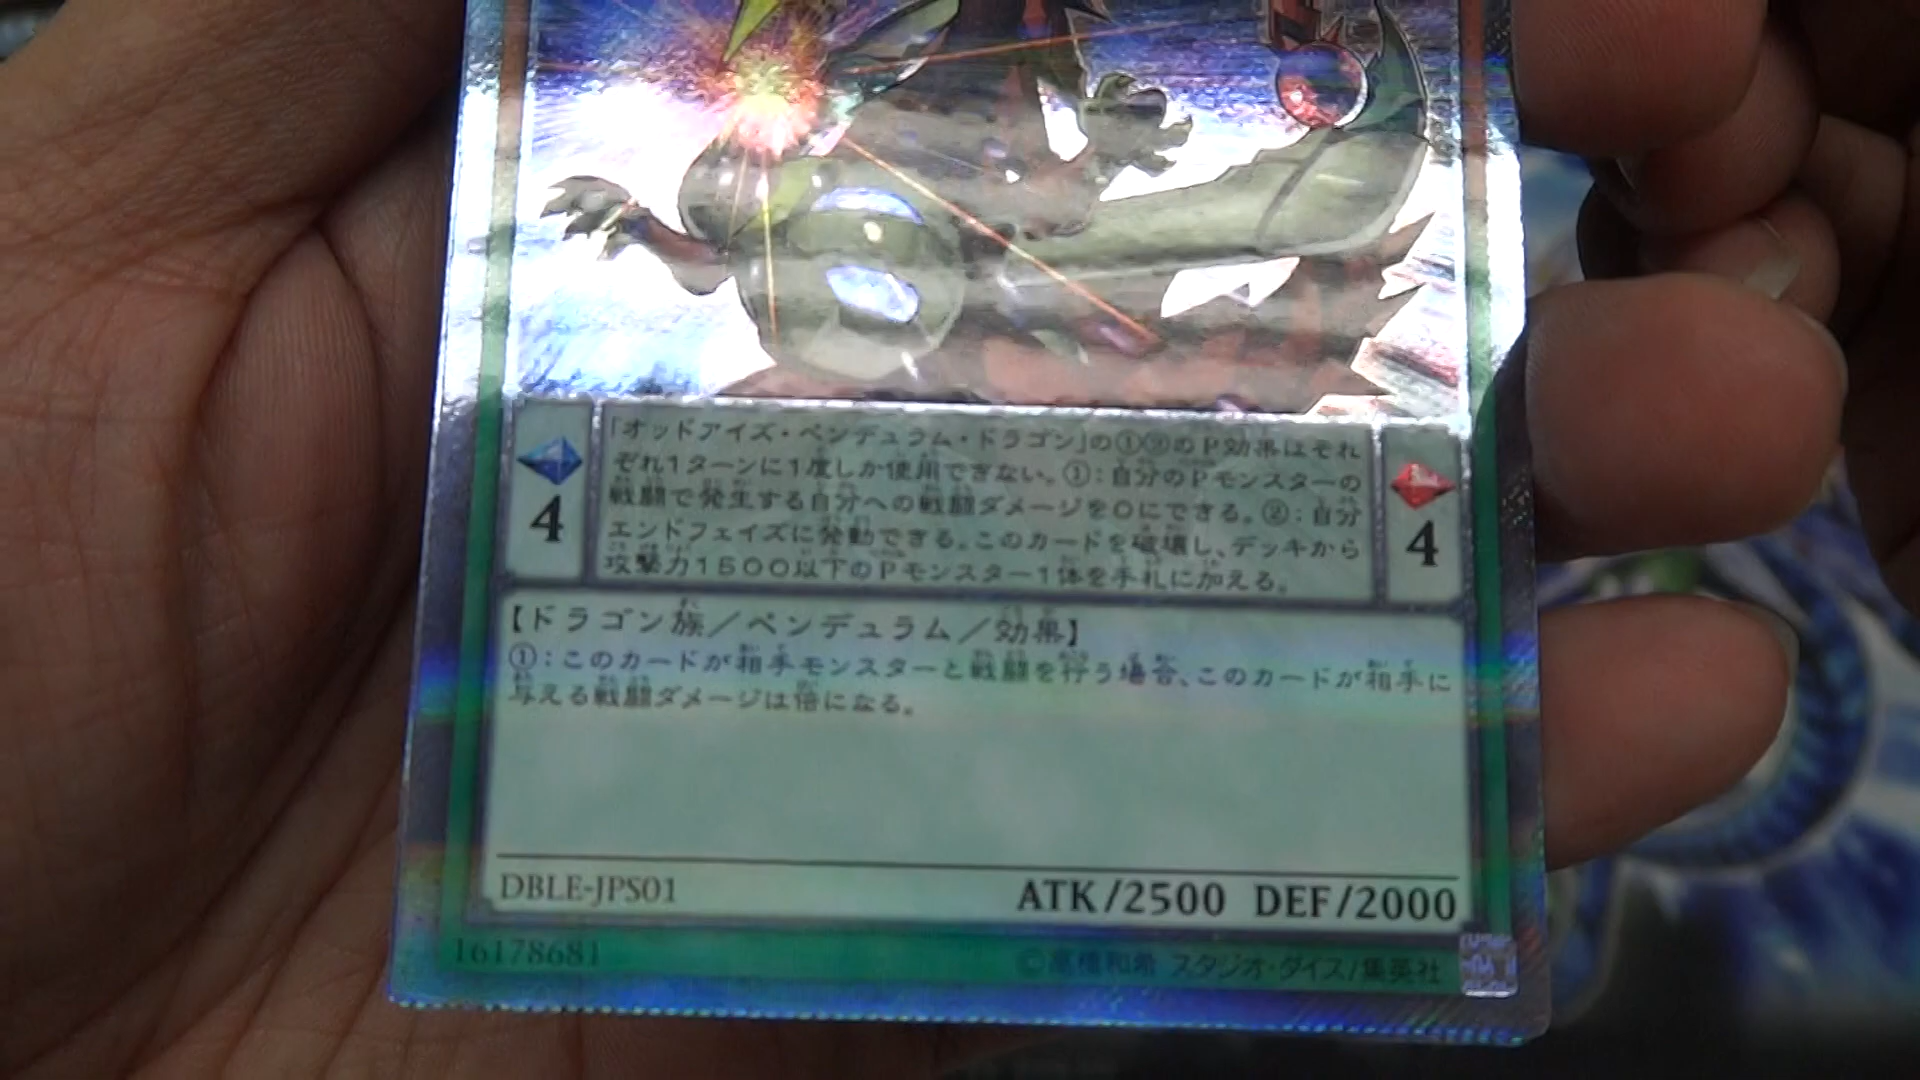 「オッドアイズ・ペンデュラム・ドラゴン」の①②のP効果はそれ
ぞれ1ターンに1度しか使用できない。①：自分のPモンスターの
戦闘で発生する自分への戦闘ダメージを0にできる。②：自分
エンドフェイズに発動できる。このカードを破壊し、デッキから
攻撃力1500以下のPモンスター1体を手札に加える。
4
4
【ドラゴン族／ペンデュラム／効果】
①：このカードが相手モンスターと戦闘を行う場合、このカードが相手に
与える戦闘ダメージは倍になる。
DBLE-JPS01
ATK/2500 DEF/2000
16178681
©高橋和希 スタジオ・ダイス/集英社